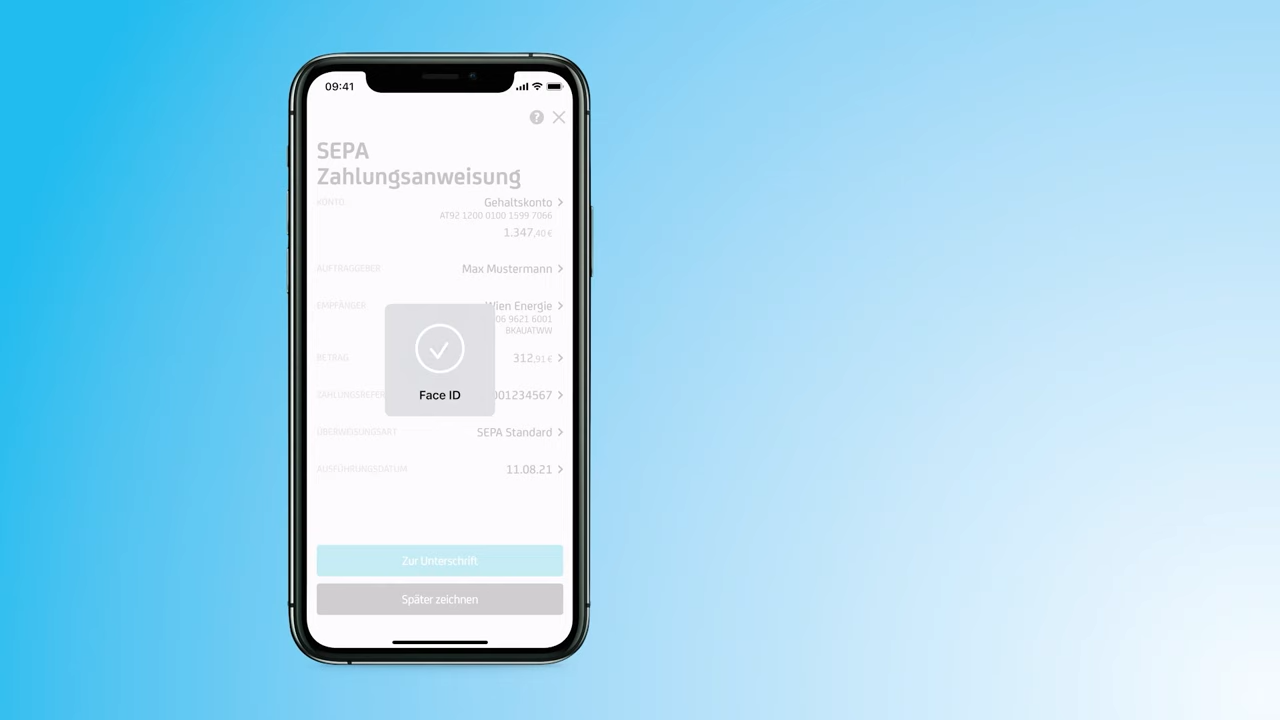 09:41
SEPA
Zahlungsanweisung
KONTO Gehaltskonto
AT92 1200 0100 1599 7066
1.347,40 €
AUFTRAGGEBER Max Mustermann
EMPFÄNGER Wien Energie
06 9621 6001
BKAUATWW
BETRAG 312,91 €
Face ID
ZAHLUNGSREFER 001234567
ÜBERWEISUNGSART SEPA Standard
AUSFÜHRUNGSDATUM 11.08.21
Zur Unterschrift
Später zeichnen